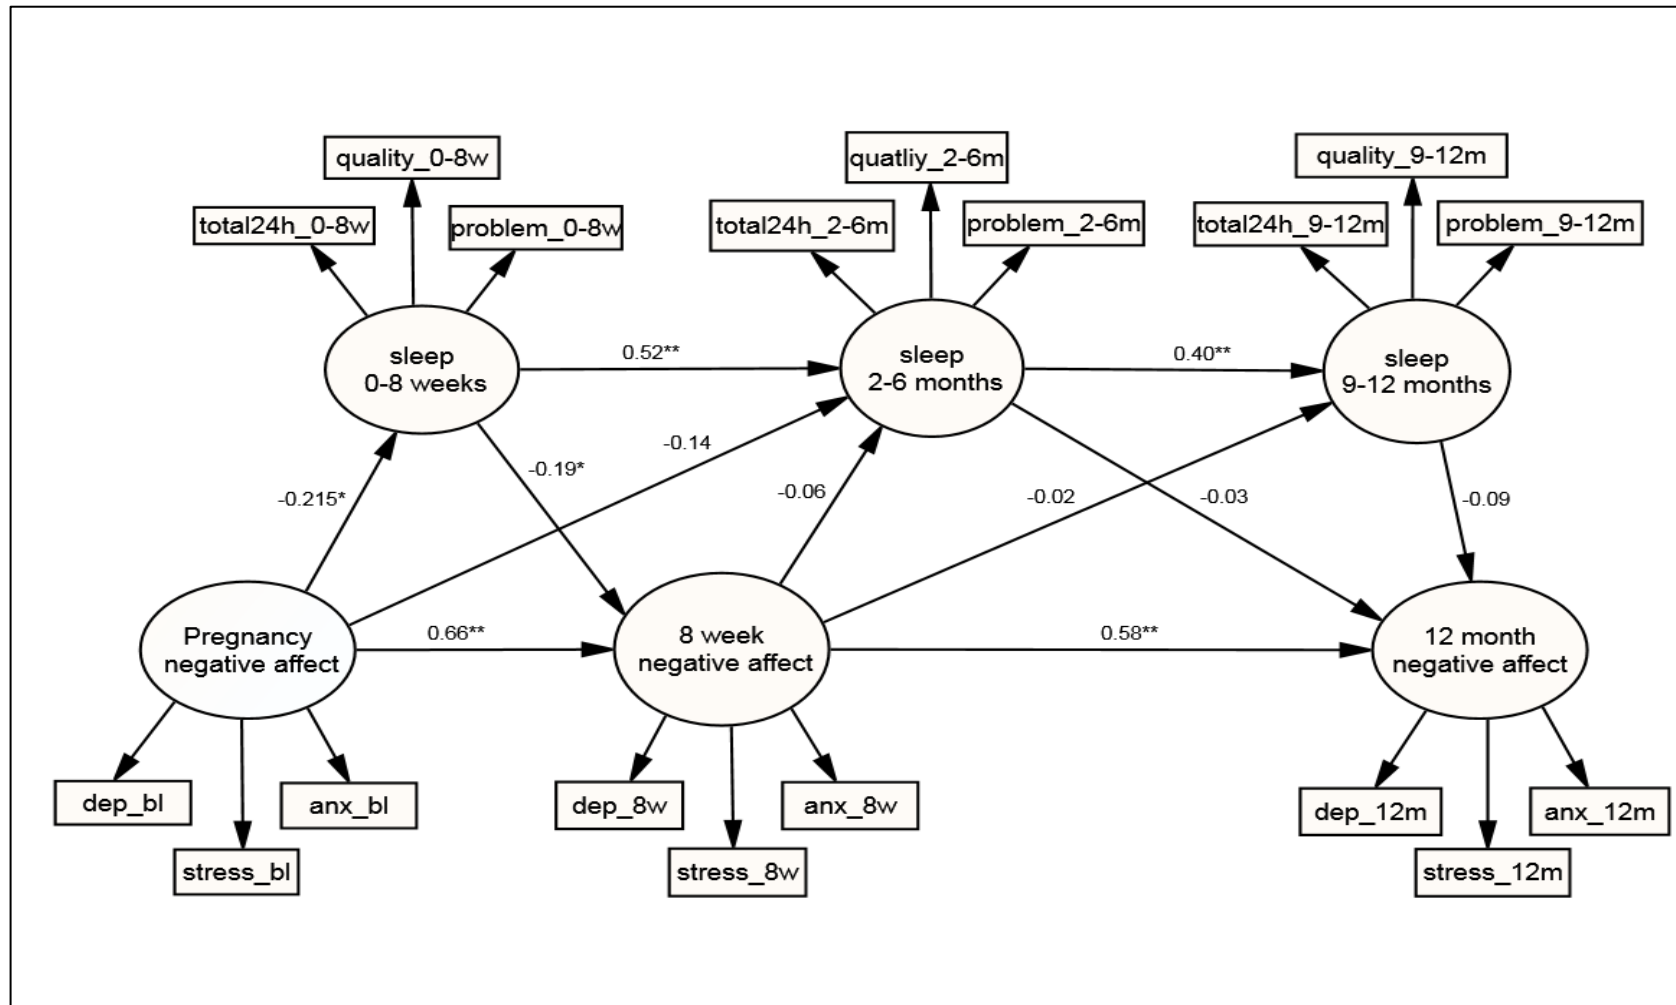 quality_0-8w
quatliy_2-6m
quality_9-12m
total24h_0-8w
problem_0-8w
total24h_2-6m
problem_2-6m
total24h_9-12m
problem_9-12m
sleep
0-8 weeks
0.52**
sleep
2-6 months
0.40**
sleep
9-12 months
-0.215*
-0.19*
-0.14
-0.06
-0.02
-0.03
-0.09
Pregnancy
negative affect
0.66**
8 week
negative affect
0.58**
12 month
negative affect
dep_bl
anx_bl
stress_bl
dep_8w
anx_8w
stress_8w
dep_12m
anx_12m
stress_12m